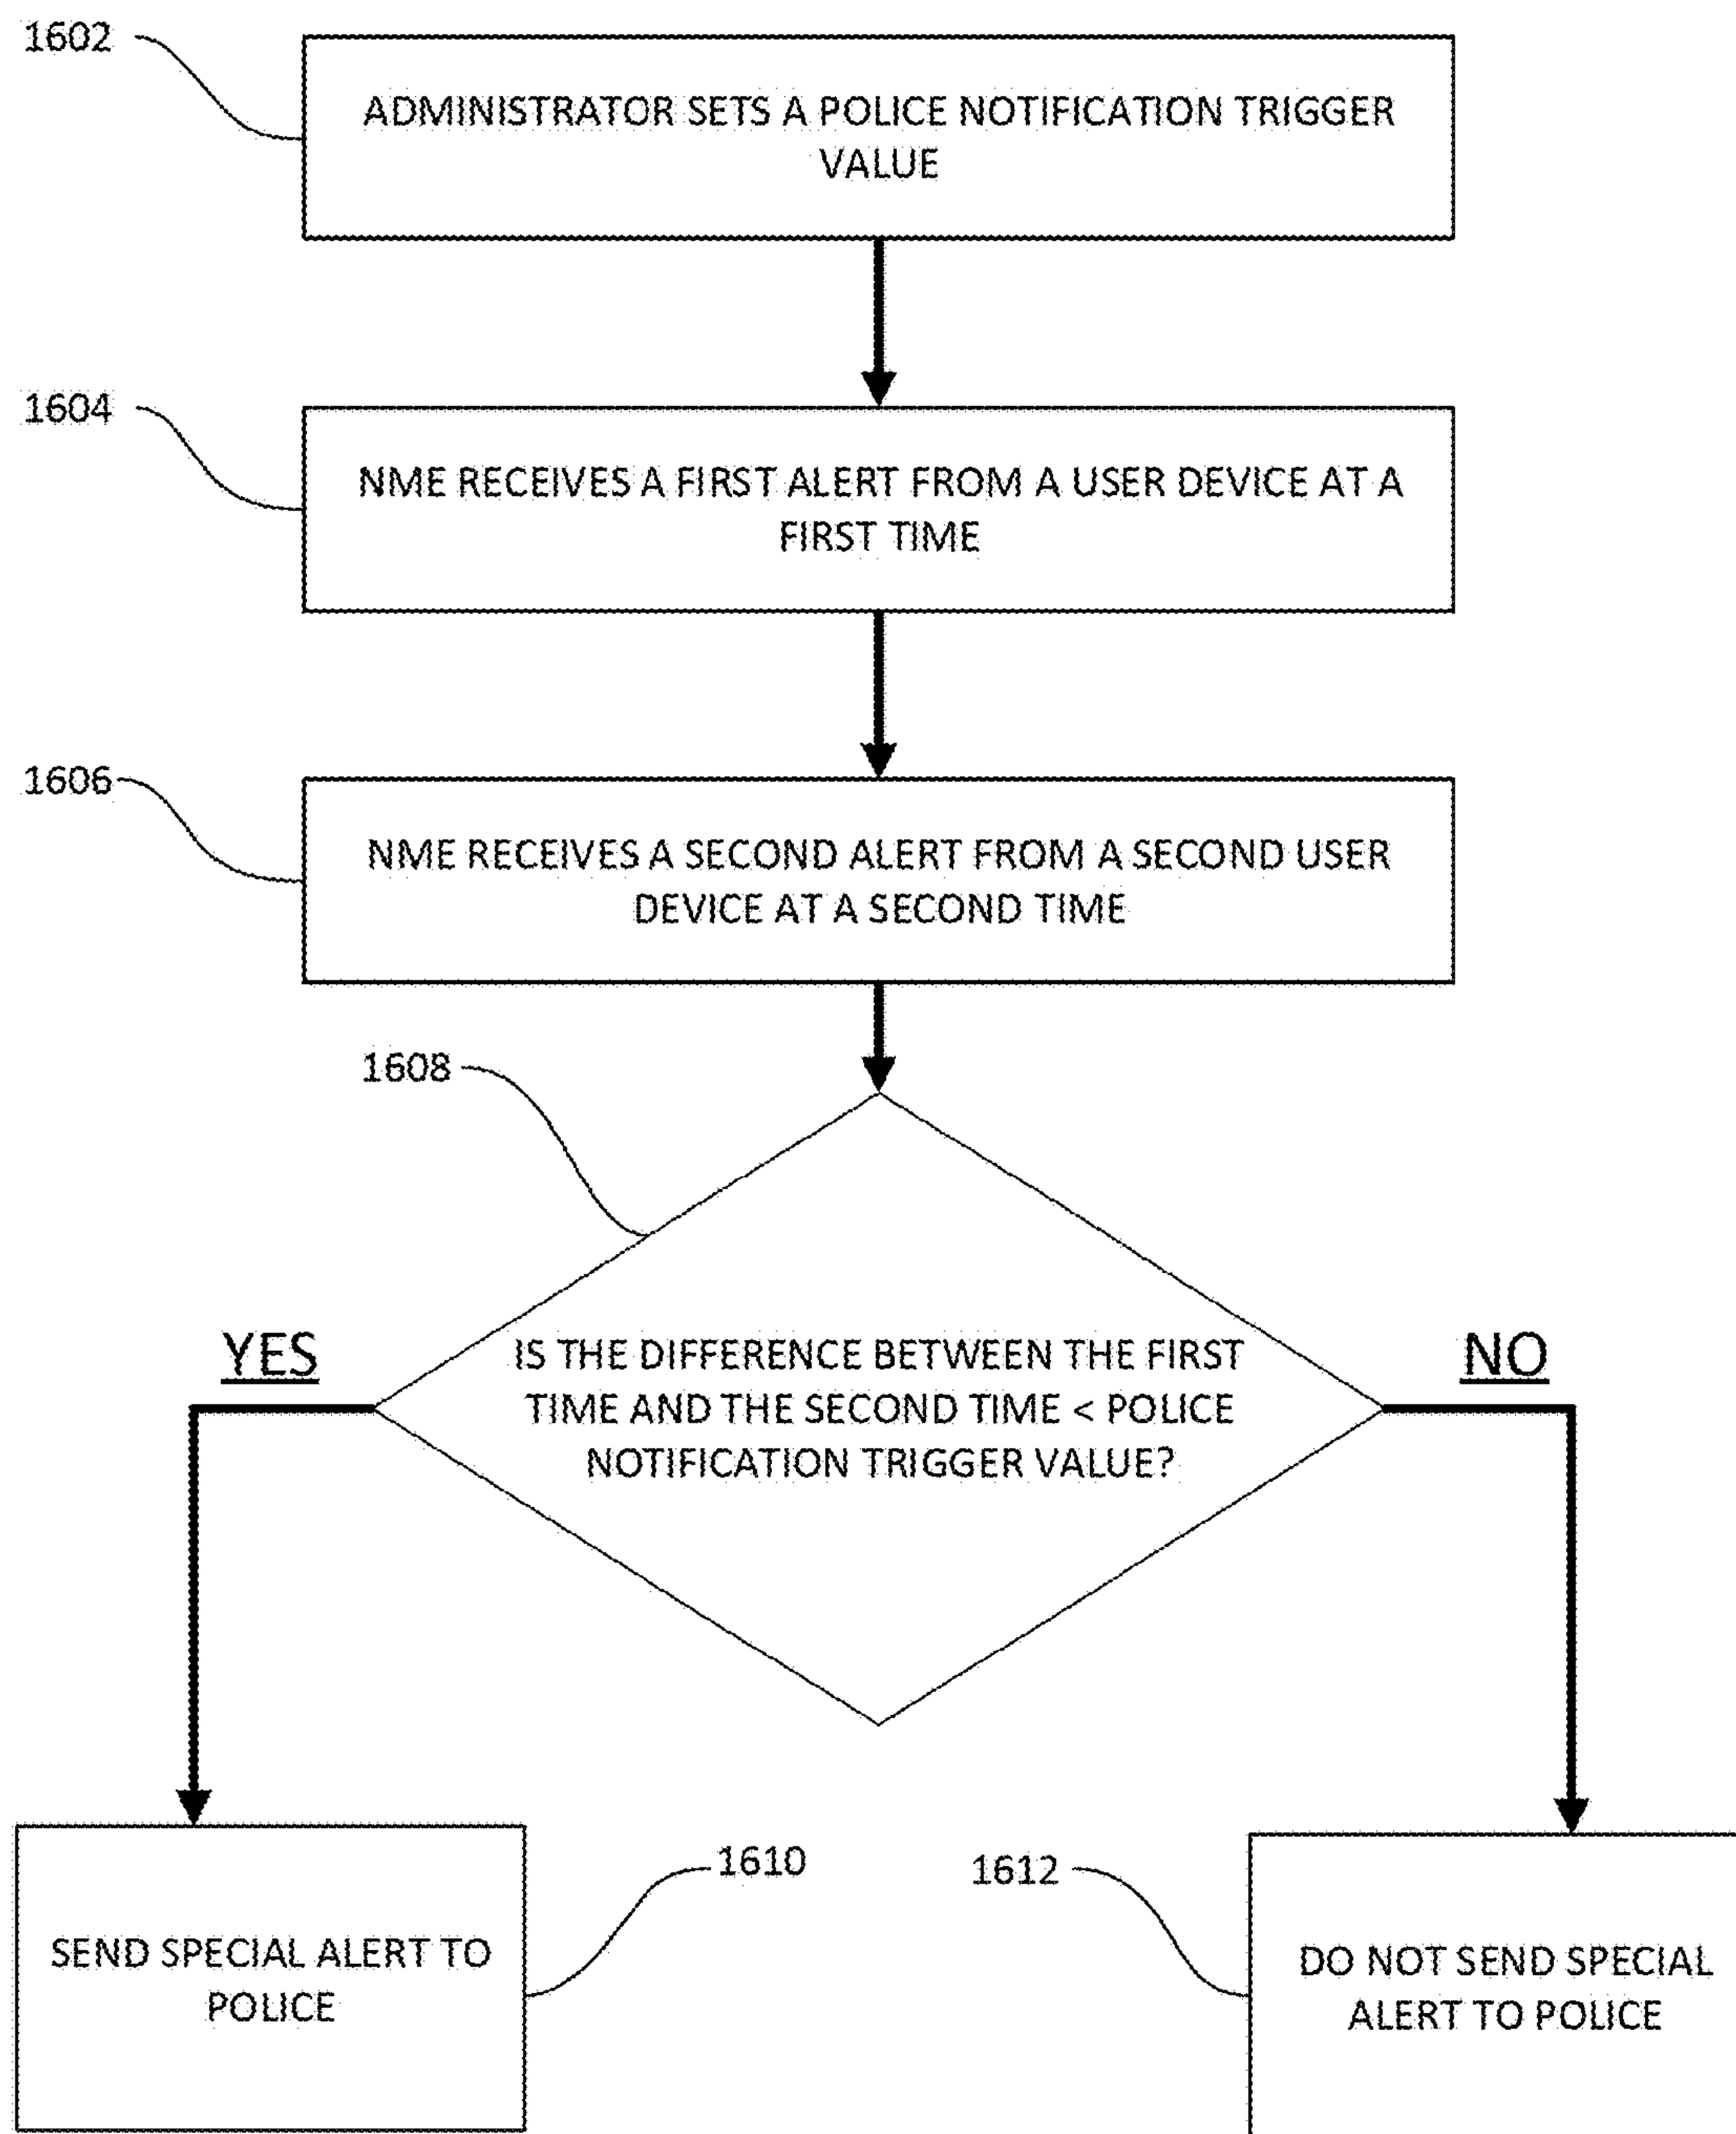 1602
ADMINISTRATOR SETS A POLICE NOTIFICATION TRIGGER
VALUE
1604
NME RECEIVES A FIRST ALERT FROM A USER DEVICE AT A
FIRST TIME
1606
NME RECEIVES A SECOND ALERT FROM A SECOND USER
DEVICE AT A SECOND TIME
1608
YES
IS THE DIFFERENCE BETWEEN THE FIRST
TIME AND THE SECOND TIME < POLICE
NOTIFICATION TRIGGER VALUE?
NO
1610
SEND SPECIAL ALERT TO
POLICE
1612
DO NOT SEND SPECIAL
ALERT TO POLICE